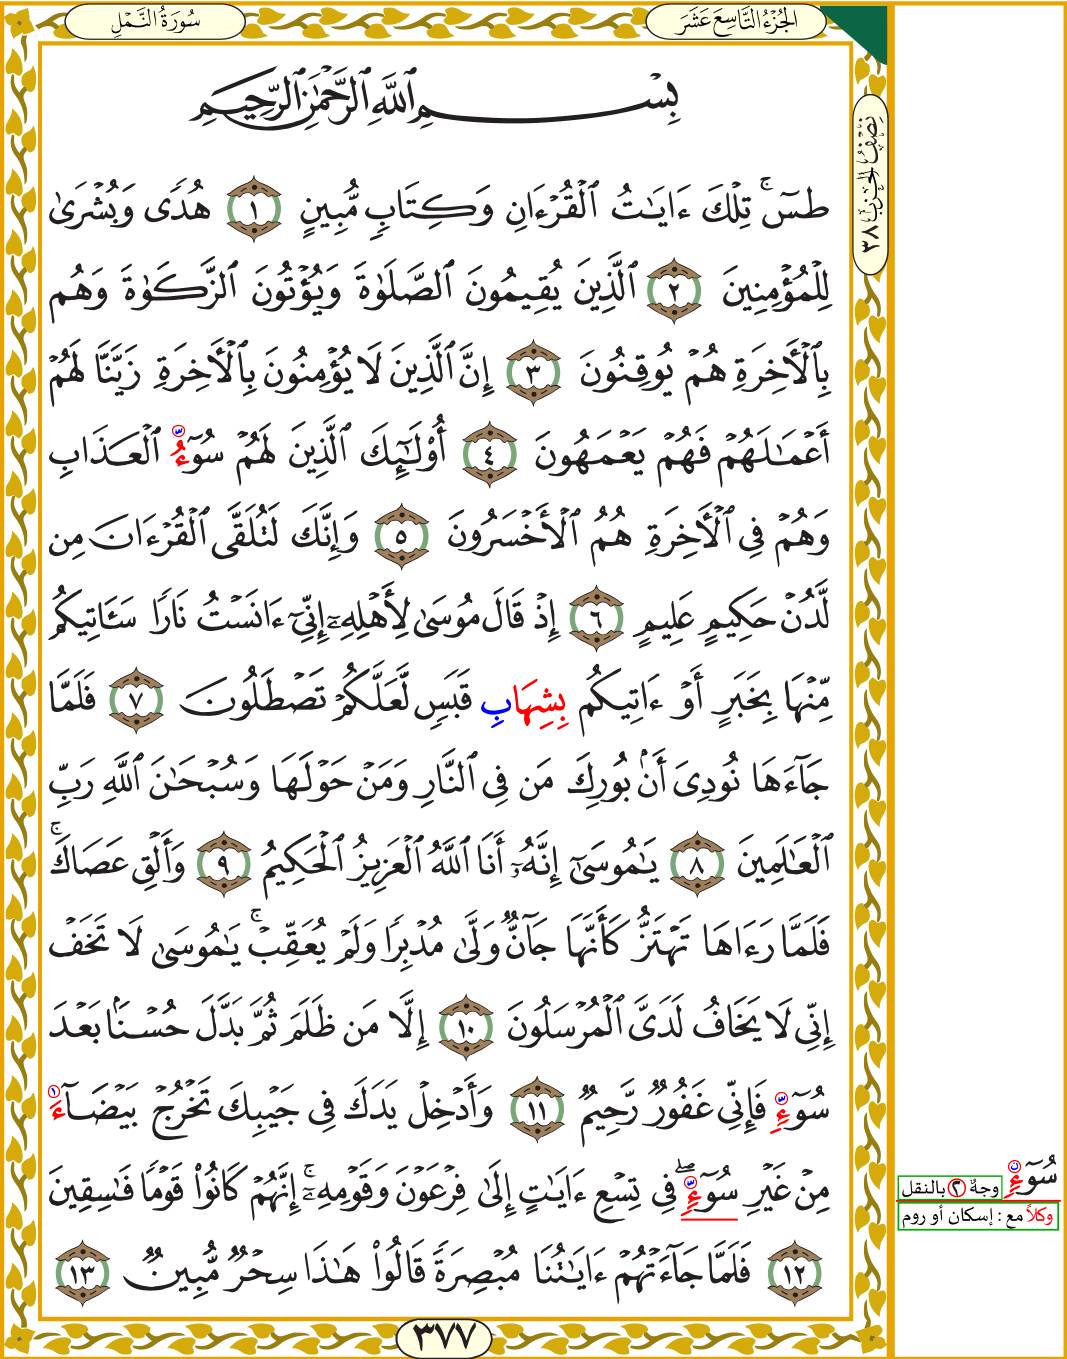 سُورَةُ النَّمْلِ
الجُزْءُ التَّاسِعَ عَشَرَ
نِصْفُ الحِزْبِ ٣٨
بِسْمِ ٱللَّهِ ٱلرَّحْمَٰنِ ٱلرَّحِيمِ
طسٓۚ تِلْكَ ءَايَٰتُ ٱلْقُرْءَانِ وَكِتَابٖ مُّبِينٍ ١ هُدٗى وَبُشْرَىٰ
لِلْمُؤْمِنِينَ ٢ ٱلَّذِينَ يُقِيمُونَ ٱلصَّلَوٰةَ وَيُؤْتُونَ ٱلزَّكَوٰةَ وَهُم
بِٱلْأَخِرَةِ هُمْ يُوقِنُونَ ٣ إِنَّ ٱلَّذِينَ لَا يُؤْمِنُونَ بِٱلْأَخِرَةِ زَيَّنَّا لَهُمْ
أَعْمَٰلَهُمْ فَهُمْ يَعْمَهُونَ ٤ أُوْلَٰٓئِكَ ٱلَّذِينَ لَهُمْ سُوٓءُ ٱلْعَذَابِ
وَهُمْ فِي ٱلْأَخِرَةِ هُمُ ٱلْأَخْسَرُونَ ٥ وَإِنَّكَ لَتُلَقَّى ٱلْقُرْءَانَ مِن
لَّدُنْ حَكِيمٍ عَلِيمٍ ٦ إِذْ قَالَ مُوسَىٰ لِأَهْلِهِۦٓ إِنِّيٓ ءَانَسْتُ نَارٗا سَـَٔاتِيكُم
مِّنْهَا بِخَبَرٍ أَوْ ءَاتِيكُم بِشِهَابِ قَبَسٖ لَّعَلَّكُمْ تَصْطَلُونَ ٧ فَلَمَّا
جَآءَهَا نُودِيَ أَنۢ بُورِكَ مَن فِي ٱلنَّارِ وَمَنْ حَوْلَهَا وَسُبْحَٰنَ ٱللَّهِ رَبِّ
ٱلْعَٰلَمِينَ ٨ يَٰمُوسَىٰٓ إِنَّهُۥٓ أَنَا ٱللَّهُ ٱلْعَزِيزُ ٱلْحَكِيمُ ٩ وَأَلْقِ عَصَاكَۚ
فَلَمَّا رَءَاهَا تَهْتَزُّ كَأَنَّهَا جَآنّٞ وَلَّىٰ مُدْبِرٗا وَلَمْ يُعَقِّبْۚ يَٰمُوسَىٰ لَا تَخَفْ
إِنِّي لَا يَخَافُ لَدَيَّ ٱلْمُرْسَلُونَ ١٠ إِلَّا مَن ظَلَمَ ثُمَّ بَدَّلَ حُسْنَۢا بَعْدَ
سُوٓءٖ فَإِنِّي غَفُورٞ رَّحِيمٞ ١١ وَأَدْخِلْ يَدَكَ فِي جَيْبِكَ تَخْرُجْ بَيْضَآءَ ١
مِنْ غَيْرِ سُوٓءٖۖ فِي تِسْعِ ءَايَٰتٍ إِلَىٰ فِرْعَوْنَ وَقَوْمِهِۦٓۚ إِنَّهُمْ كَانُواْ قَوْمٗا فَٰسِقِينَ
١٢ فَلَمَّا جَآءَتْهُمْ ءَايَٰتُنَا مُبْصِرَةٗ قَالُواْ هَٰذَا سِحْرٞ مُّبِينٞ ١٣
٣٧٧
سُوٓءٖ وجهٌ ٢ بالنقل
وكلاً مع : إسكان أو روم